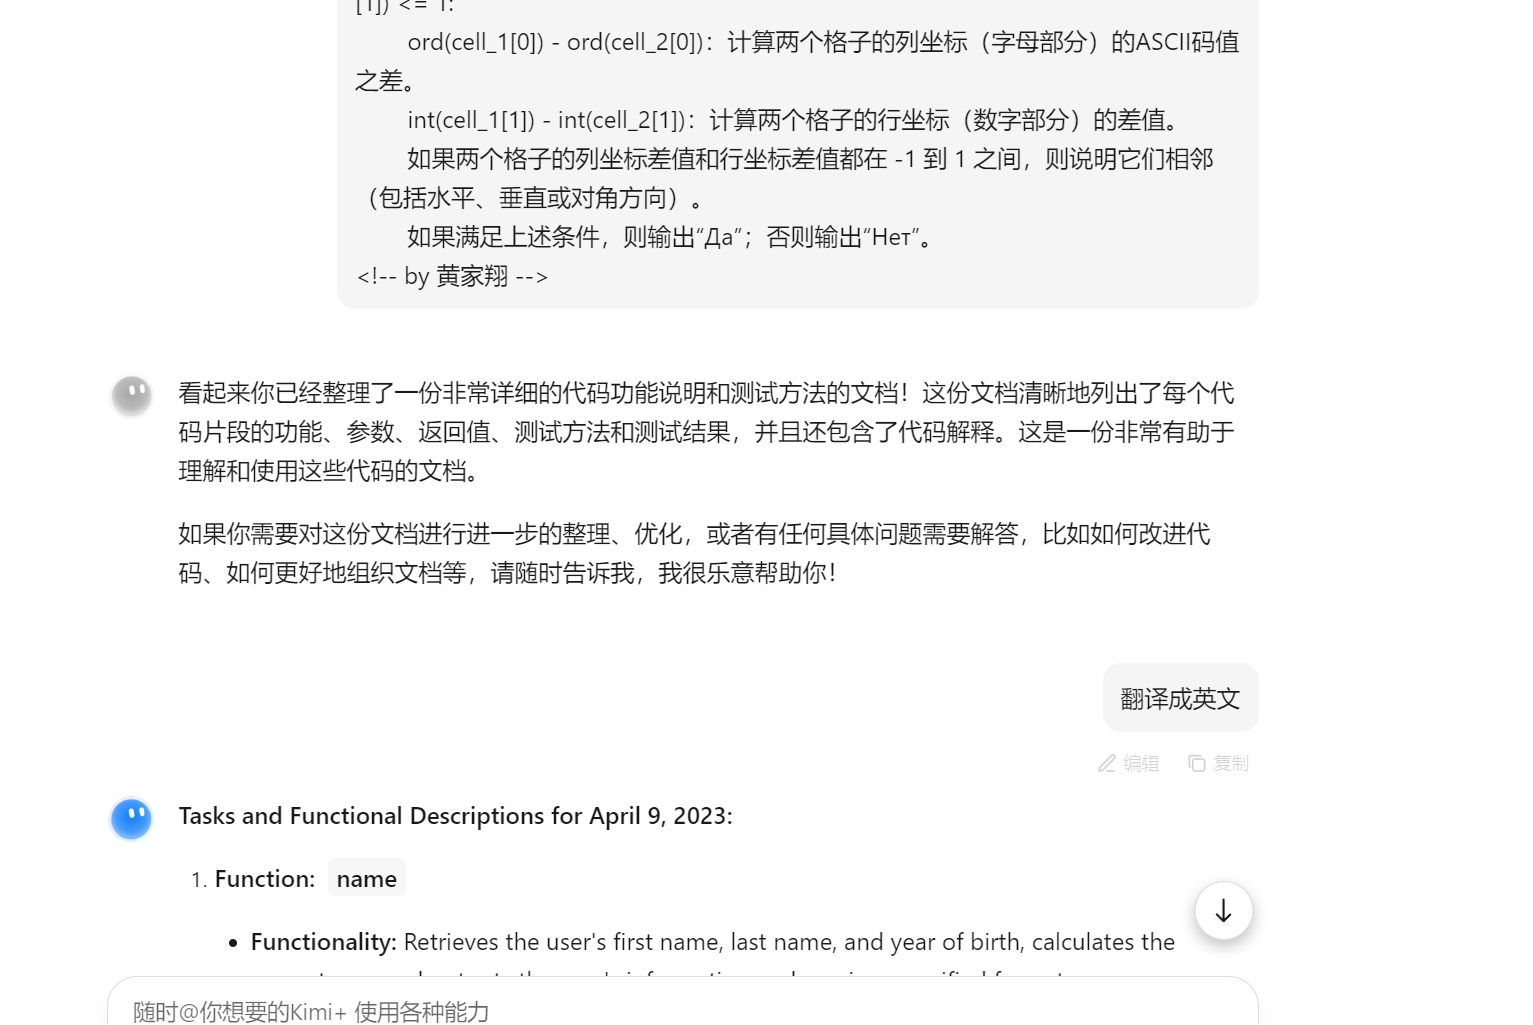 [1]) <= 1:
ord(cell_1[0]) - ord(cell_2[0])：计算两个格子的列坐标（字母部分）的ASCII码值
之差。
int(cell_1[1]) - int(cell_2[1])：计算两个格子的行坐标（数字部分）的差值。
如果两个格子的列坐标差值和行坐标差值都在 -1 到 1 之间，则说明它们相邻
（包括水平、垂直或对角方向）。
如果满足上述条件，则输出“Да”；否则输出“Нет”。
<!-- by 黄家翔 -->
看起来你已经整理了一份非常详细的代码功能说明和测试方法的文档！这份文档清晰地列出了每个代
码片段的功能、参数、返回值、测试方法和测试结果，并且还包含了代码解释。这是一份非常有助于
理解和使用这些代码的文档。
如果你需要对这份文档进行进一步的整理、优化，或者有任何具体问题需要解答，比如如何改进代
码、如何更好地组织文档等，请随时告诉我，我很乐意帮助你！
翻译成英文
编辑 复制
Tasks and Functional Descriptions for April 9, 2023:
1. Function: name
• Functionality: Retrieves the user's first name, last name, and year of birth, calculates the
随时@你想要的Kimi+ 使用各种能力